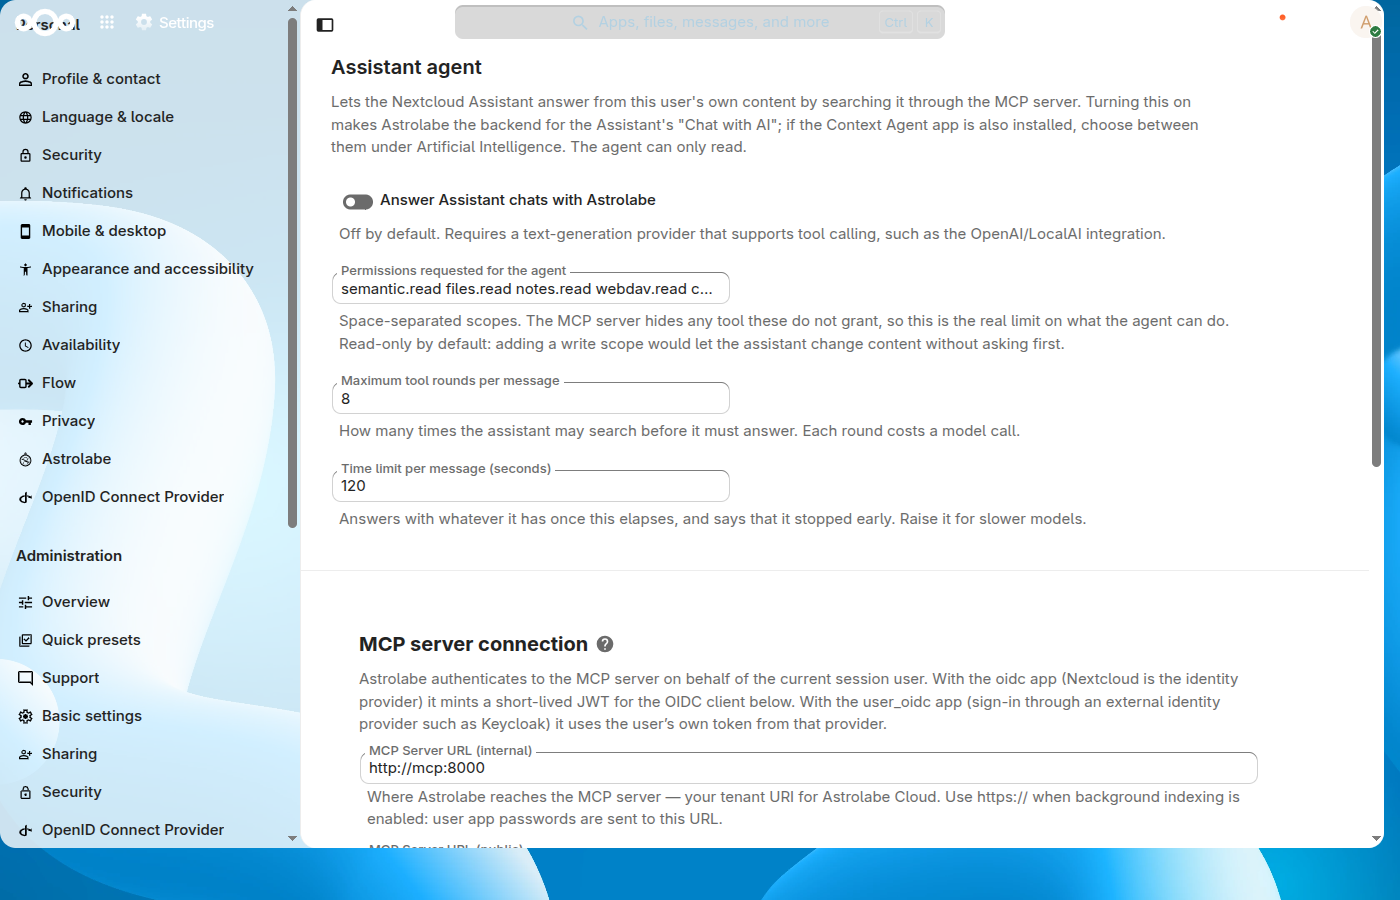 Personal
Settings
Apps, files, messages, and more
Ctrl K
A
Profile & contact
Language & locale
Security
Notifications
Mobile & desktop
Appearance and accessibility
Sharing
Availability
Flow
Privacy
Astrolabe
OpenID Connect Provider
Administration
Overview
Quick presets
Support
Basic settings
Sharing
Security
OpenID Connect Provider
Assistant agent
Lets the Nextcloud Assistant answer from this user's own content by searching it through the MCP server. Turning this on
makes Astrolabe the backend for the Assistant's "Chat with AI"; if the Context Agent app is also installed, choose between
them under Artificial Intelligence. The agent can only read.
Answer Assistant chats with Astrolabe
Off by default. Requires a text-generation provider that supports tool calling, such as the OpenAI/LocalAI integration.
Permissions requested for the agent
semantic.read files.read notes.read webdav.read c...
Space-separated scopes. The MCP server hides any tool these do not grant, so this is the real limit on what the agent can do.
Read-only by default: adding a write scope would let the assistant change content without asking first.
Maximum tool rounds per message
8
How many times the assistant may search before it must answer. Each round costs a model call.
Time limit per message (seconds)
120
Answers with whatever it has once this elapses, and says that it stopped early. Raise it for slower models.
MCP server connection
Astrolabe authenticates to the MCP server on behalf of the current session user. With the oidc app (Nextcloud is the identity
provider) it mints a short-lived JWT for the OIDC client below. With the user_oidc app (sign-in through an external identity
provider such as Keycloak) it uses the user’s own token from that provider.
MCP Server URL (internal)
http://mcp:8000
Where Astrolabe reaches the MCP server — your tenant URI for Astrolabe Cloud. Use https:// when background indexing is
enabled: user app passwords are sent to this URL.
MCP Server URL (public)